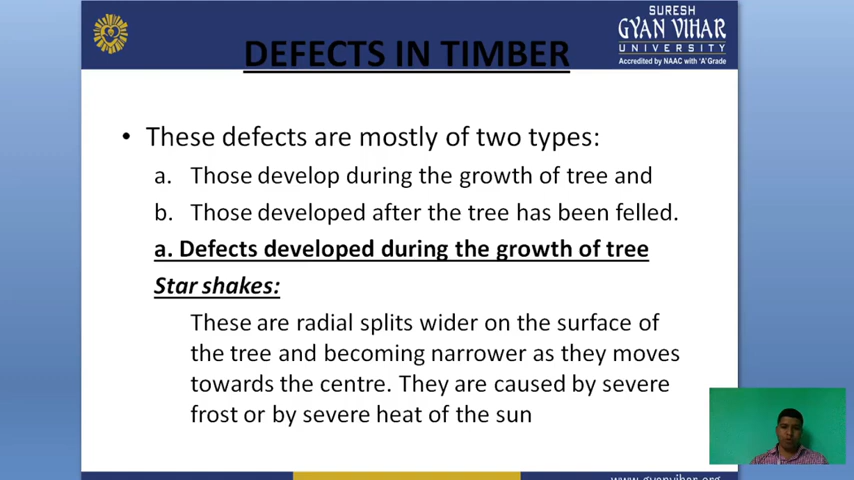 SURESH
GYAN VIHAR
UNIVERSITY
Accredited by NAAC with 'A' Grade
DEFECTS IN TIMBER
• These defects are mostly of two types:
a. Those develop during the growth of tree and
b. Those developed after the tree has been felled.
a. Defects developed during the growth of tree
Star shakes:
These are radial splits wider on the surface of
the tree and becoming narrower as they moves
towards the centre. They are caused by severe
frost or by severe heat of the sun
www.gyanvihar.org